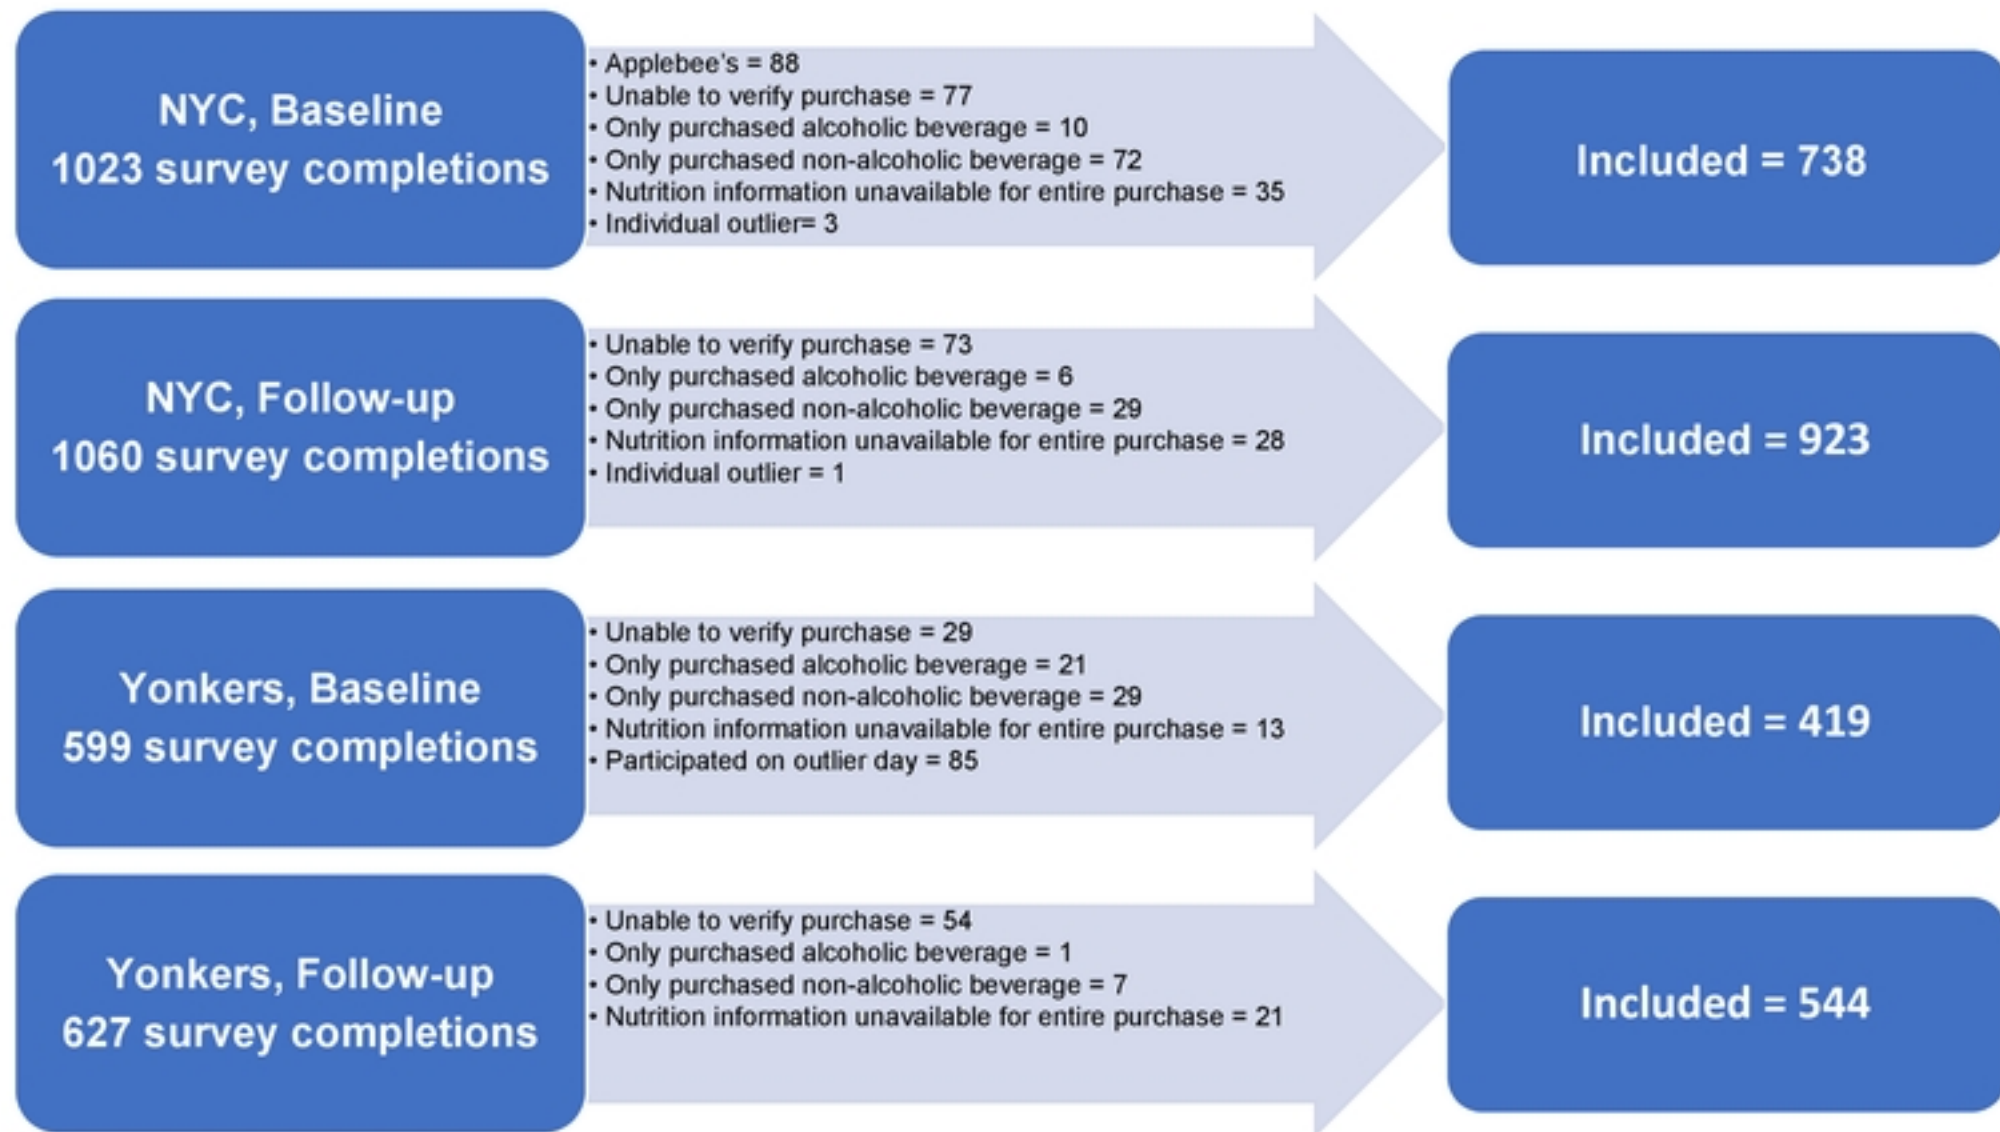 NYC, Baseline
1023 survey completions
• Applebee's = 88
• Unable to verify purchase = 77
• Only purchased alcoholic beverage = 10
• Only purchased non-alcoholic beverage = 72
• Nutrition information unavailable for entire purchase = 35
• Individual outlier= 3
Included = 738
NYC, Follow-up
1060 survey completions
• Unable to verify purchase = 73
• Only purchased alcoholic beverage = 6
• Only purchased non-alcoholic beverage = 29
• Nutrition information unavailable for entire purchase = 28
• Individual outlier = 1
Included = 923
Yonkers, Baseline
599 survey completions
• Unable to verify purchase = 29
• Only purchased alcoholic beverage = 21
• Only purchased non-alcoholic beverage = 29
• Nutrition information unavailable for entire purchase = 13
• Participated on outlier day = 85
Included = 419
Yonkers, Follow-up
627 survey completions
• Unable to verify purchase = 54
• Only purchased alcoholic beverage = 1
• Only purchased non-alcoholic beverage = 7
• Nutrition information unavailable for entire purchase = 21
Included = 544